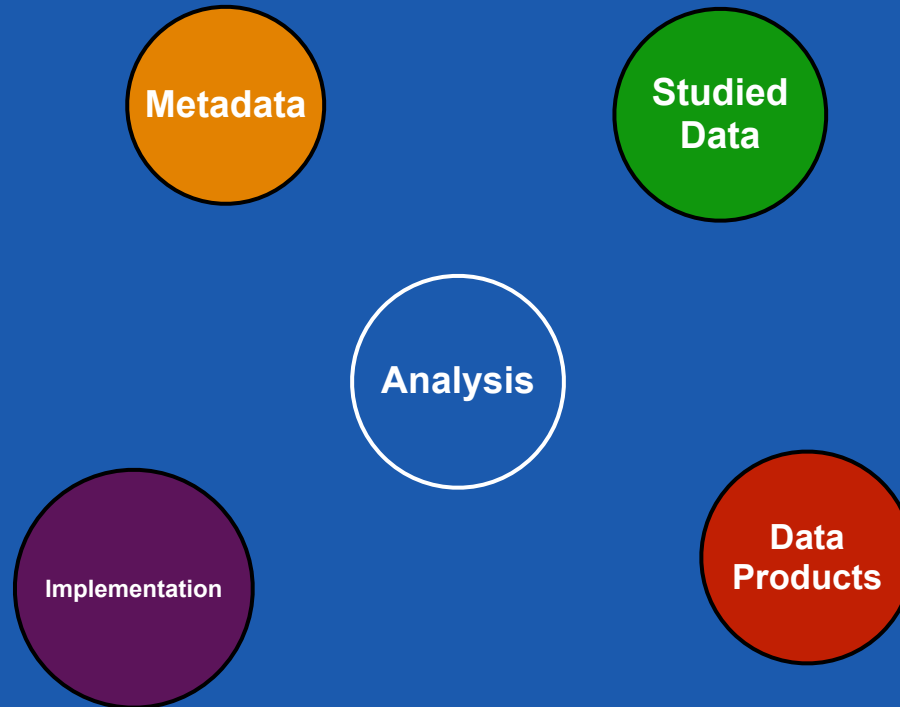 Metadata
Studied
Data
Analysis
Implementation
Data
Products